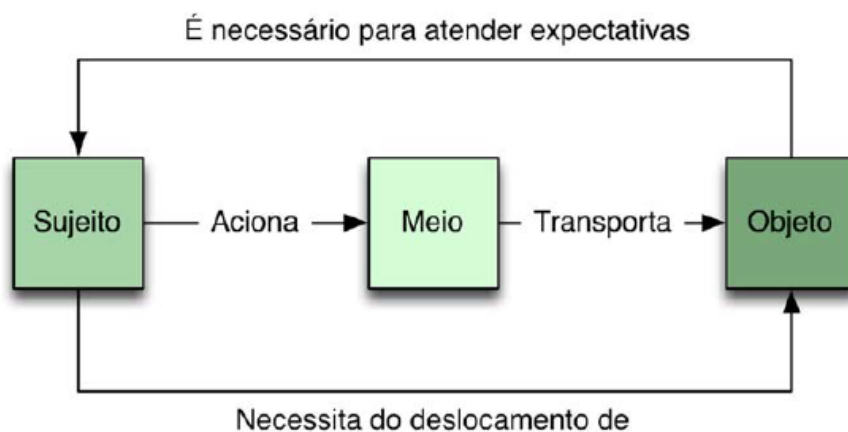 É necessário para atender expectativas
Sujeito
Aciona
Meio
Transporta
Objeto
Necessita do deslocamento de